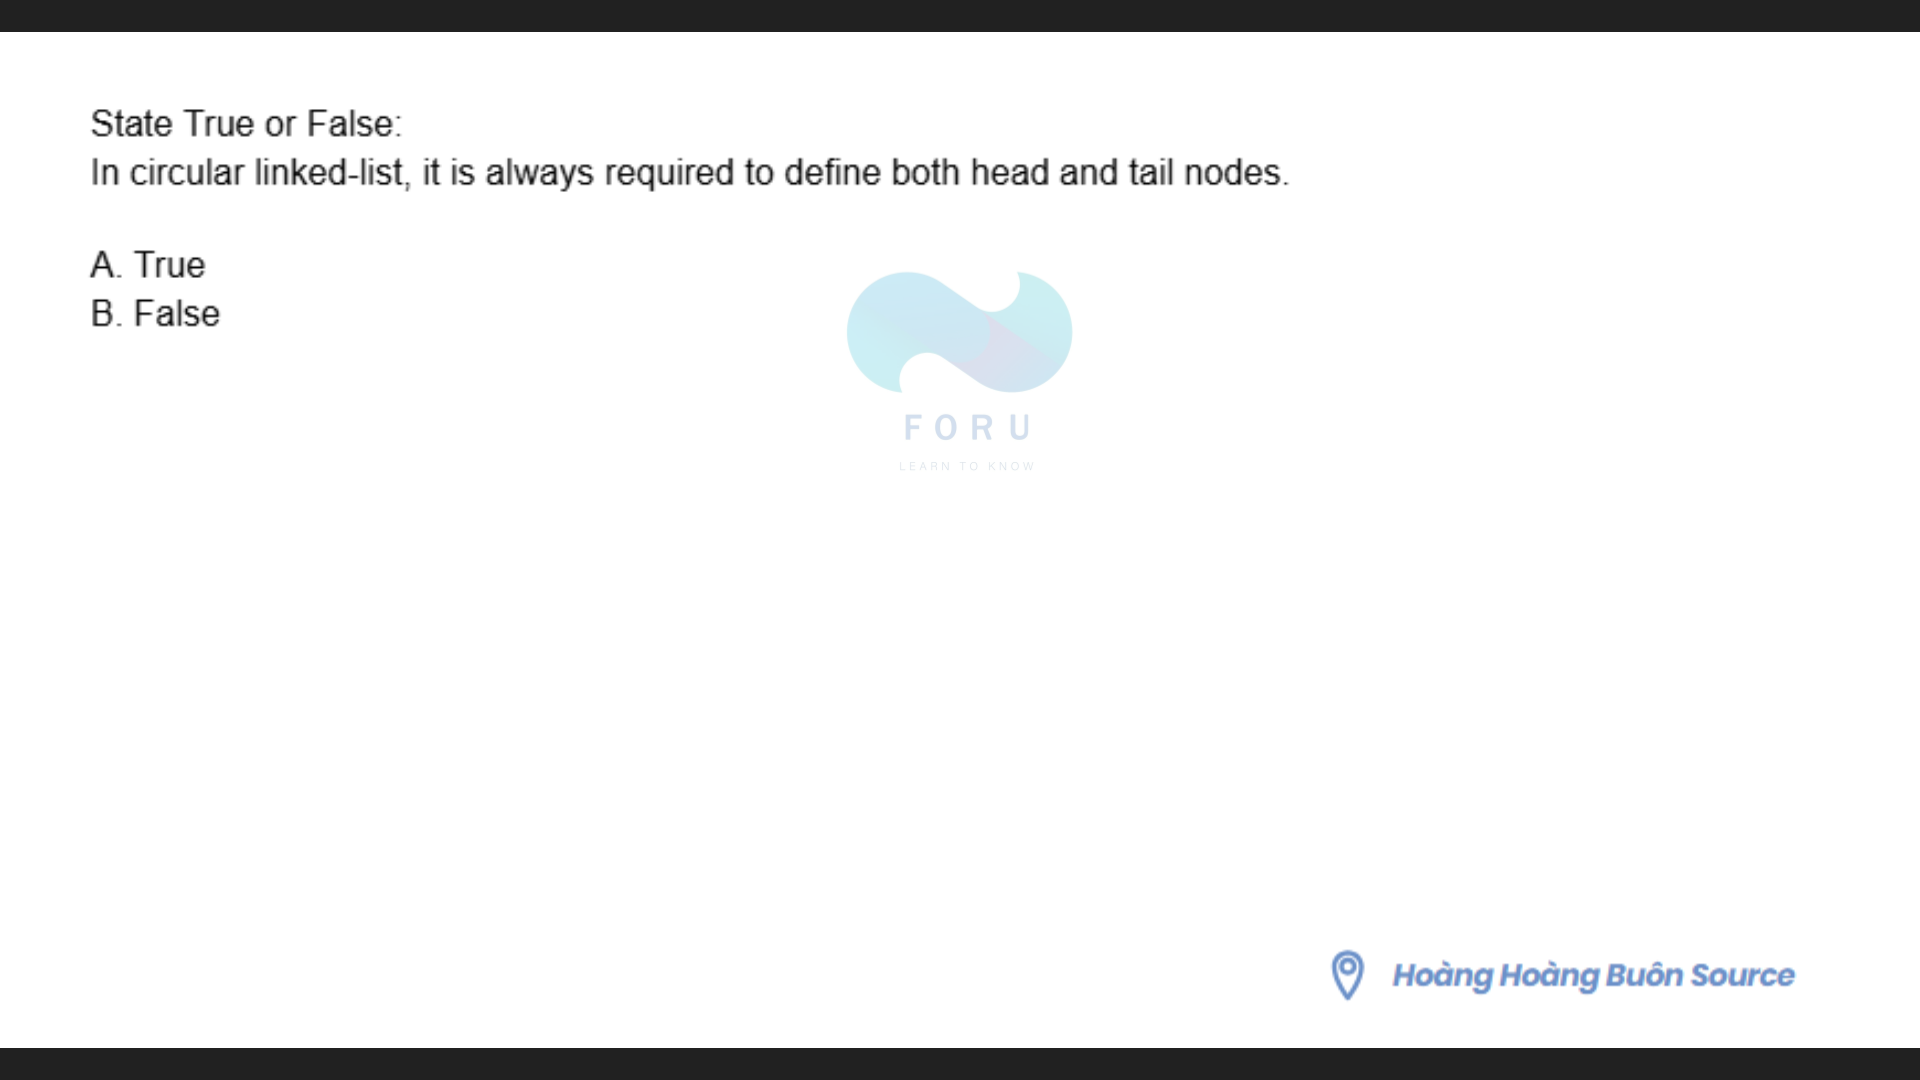 State True or False:
In circular linked-list, it is always required to define both head and tail nodes.
A. True
B. False
FORU
LEARN TO KNOW
Hoàng Hoàng Buôn Source